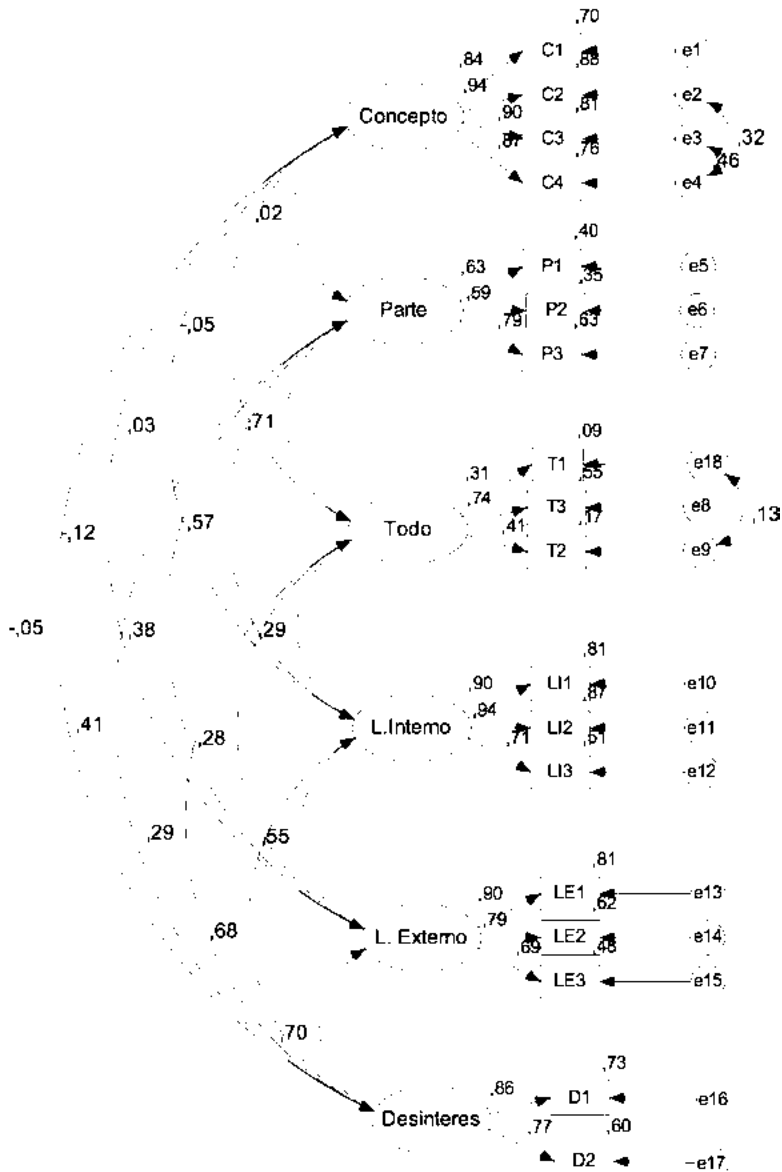 ,70
,84 C1 ,88 e1
,94 C2 ,81 e2
Concepto ,90 C3 ,76 e3 ,32
,87 C4 e4 ,46
,02
,40
,63 P1 ,35 e5
Parte ,59 P2 ,63 e6
-,05 ,79 P3 e7
,03 ,71
,09
,31 T1 ,55 e18
,74 T3 ,17 e8 ,13
-,12 ,57 Todo ,41 T2 e9
-,05 ,38 ,29
,81
,90 LI1 ,87 e10
,41 ,28 L.Interno ,94 LI2 ,51 e11
,71 LI3 e12
,29 ,55
,81
,90 LE1 ,62 e13
,68 L. Externo ,79 LE2 ,48 e14
,69 LE3 e15
,70
,73
,86 D1 ,60 e16
Desinteres ,77 D2 e17